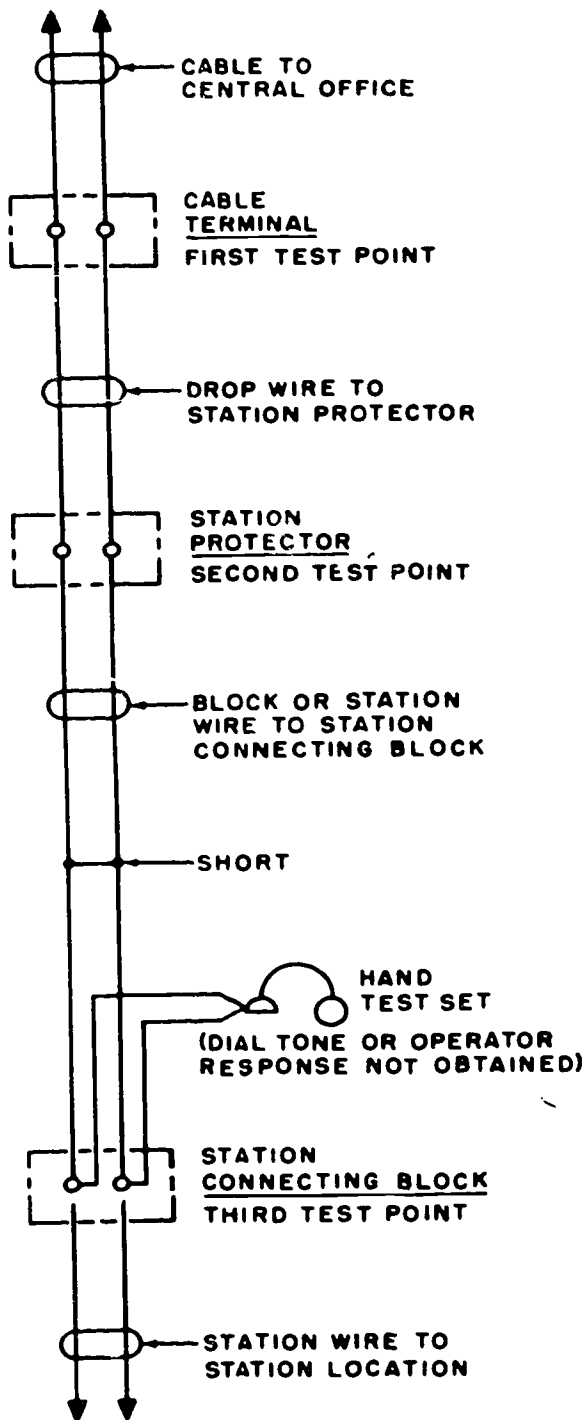 CABLE TO
CENTRAL OFFICE
CABLE
TERMINAL
FIRST TEST POINT
DROP WIRE TO
STATION PROTECTOR
STATION
PROTECTOR
SECOND TEST POINT
BLOCK OR STATION
WIRE TO STATION
CONNECTING BLOCK
SHORT
HAND
TEST SET
(DIAL TONE OR OPERATOR
RESPONSE NOT OBTAINED)
STATION
CONNECTING BLOCK
THIRD TEST POINT
STATION WIRE TO
STATION LOCATION